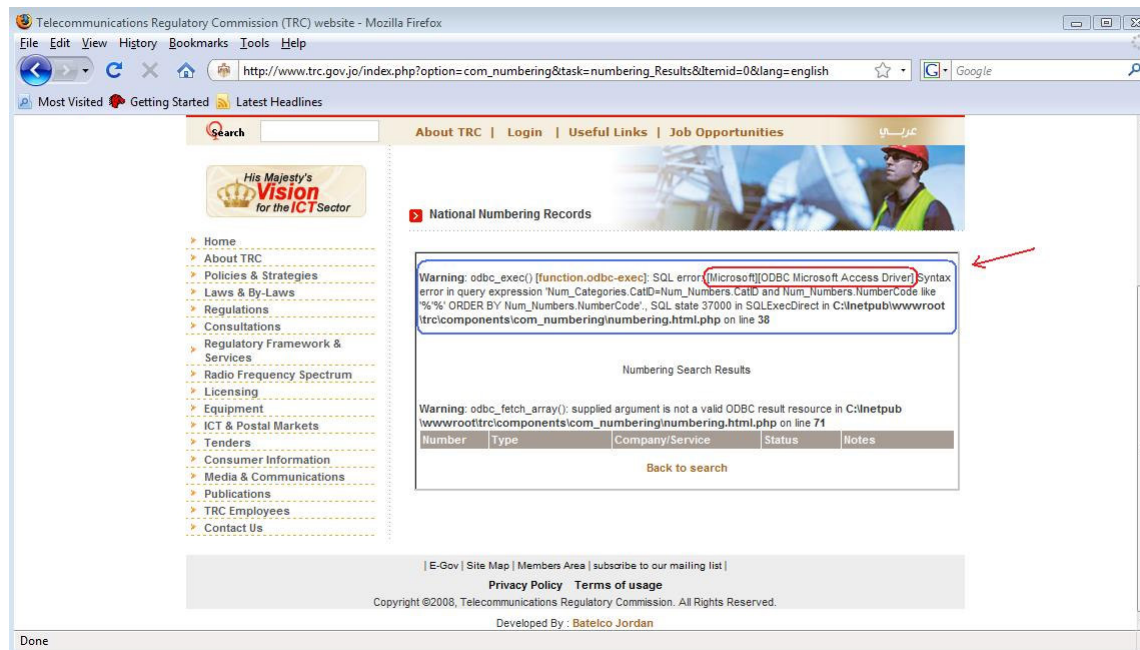 Telecommunications Regulatory Commission (TRC) website - Mozilla Firefox
File Edit View History Bookmarks Tools Help
http://www.trc.gov.jo/index.php?option=com_numbering&task=numbering_Results&Itemid=0&lang=english
G Google
Most Visited Getting Started Latest Headlines
Search
About TRC | Login | Useful Links | Job Opportunities
عربي
His Majesty's
Vision
for the ICT Sector
National Numbering Records
Home
About TRC
Policies & Strategies
Laws & By-Laws
Regulations
Consultations
Regulatory Framework &
Services
Radio Frequency Spectrum
Licensing
Equipment
ICT & Postal Markets
Tenders
Consumer Information
Media & Communications
Publications
TRC Employees
Contact Us
Warning: odbc_exec() [function.odbc-exec]: SQL error: [Microsoft][ODBC Microsoft Access Driver] Syntax
error in query expression 'Num_Categories.CatID=Num_Numbers.CatID and Num_Numbers.NumberCode like
'%'%' ORDER BY Num_Numbers.NumberCode'., SQL state 37000 in SQLExecDirect in C:\Inetpub\wwwroot
\trc\components\com_numbering\numbering.html.php on line 38
Numbering Search Results
Warning: odbc_fetch_array(): supplied argument is not a valid ODBC result resource in C:\Inetpub
\wwwroot\trc\components\com_numbering\numbering.html.php on line 71
Number Type Company/Service Status Notes
Back to search
| E-Gov | Site Map | Members Area | subscribe to our mailing list |
Privacy Policy Terms of usage
Copyright ©2008, Telecommunications Regulatory Commission. All Rights Reserved.
Developed By : Batelco Jordan
Done